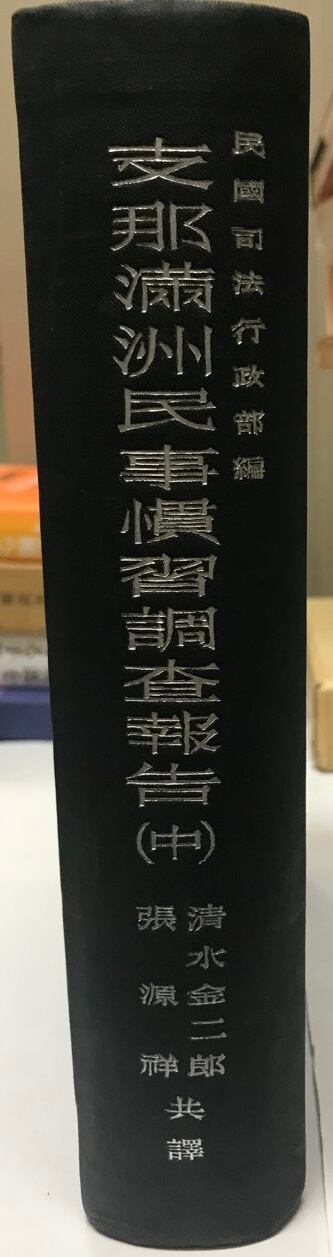 民國司法行政部編
支那滿洲民事慣習調査報告(中)
清水金二郎
張源祥
共譯